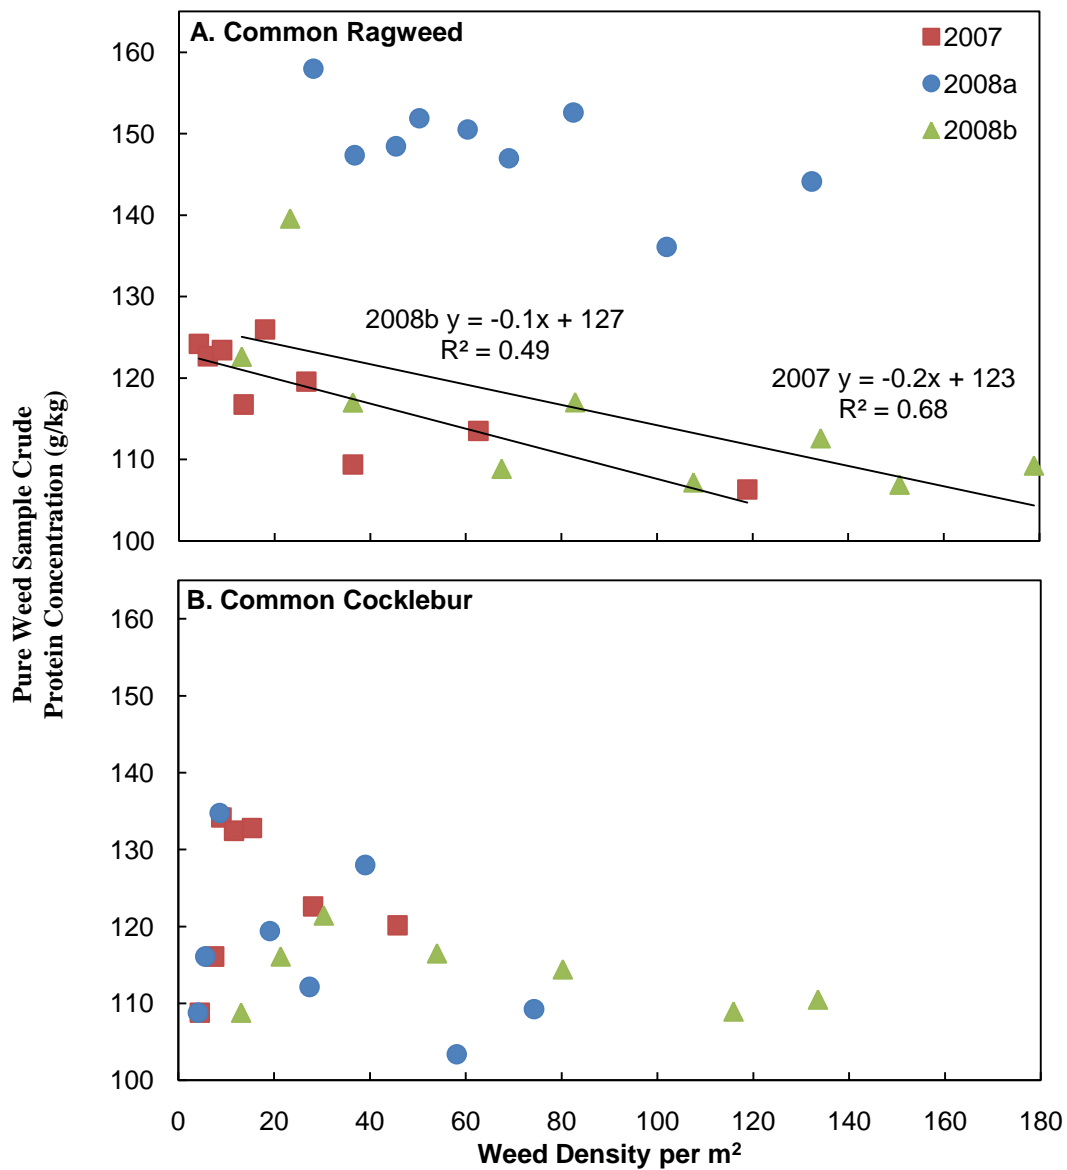 A. Common Ragweed
2007
2008a
2008b
160
150
140
130
120
110
100
2008b y = -0.1x + 127
R² = 0.49
2007 y = -0.2x + 123
R² = 0.68
Pure Weed Sample Crude
Protein Concentration (g/kg)
B. Common Cocklebur
160
150
140
130
120
110
100
0 20 40 60 80 100 120 140 160 180
Weed Density per m²